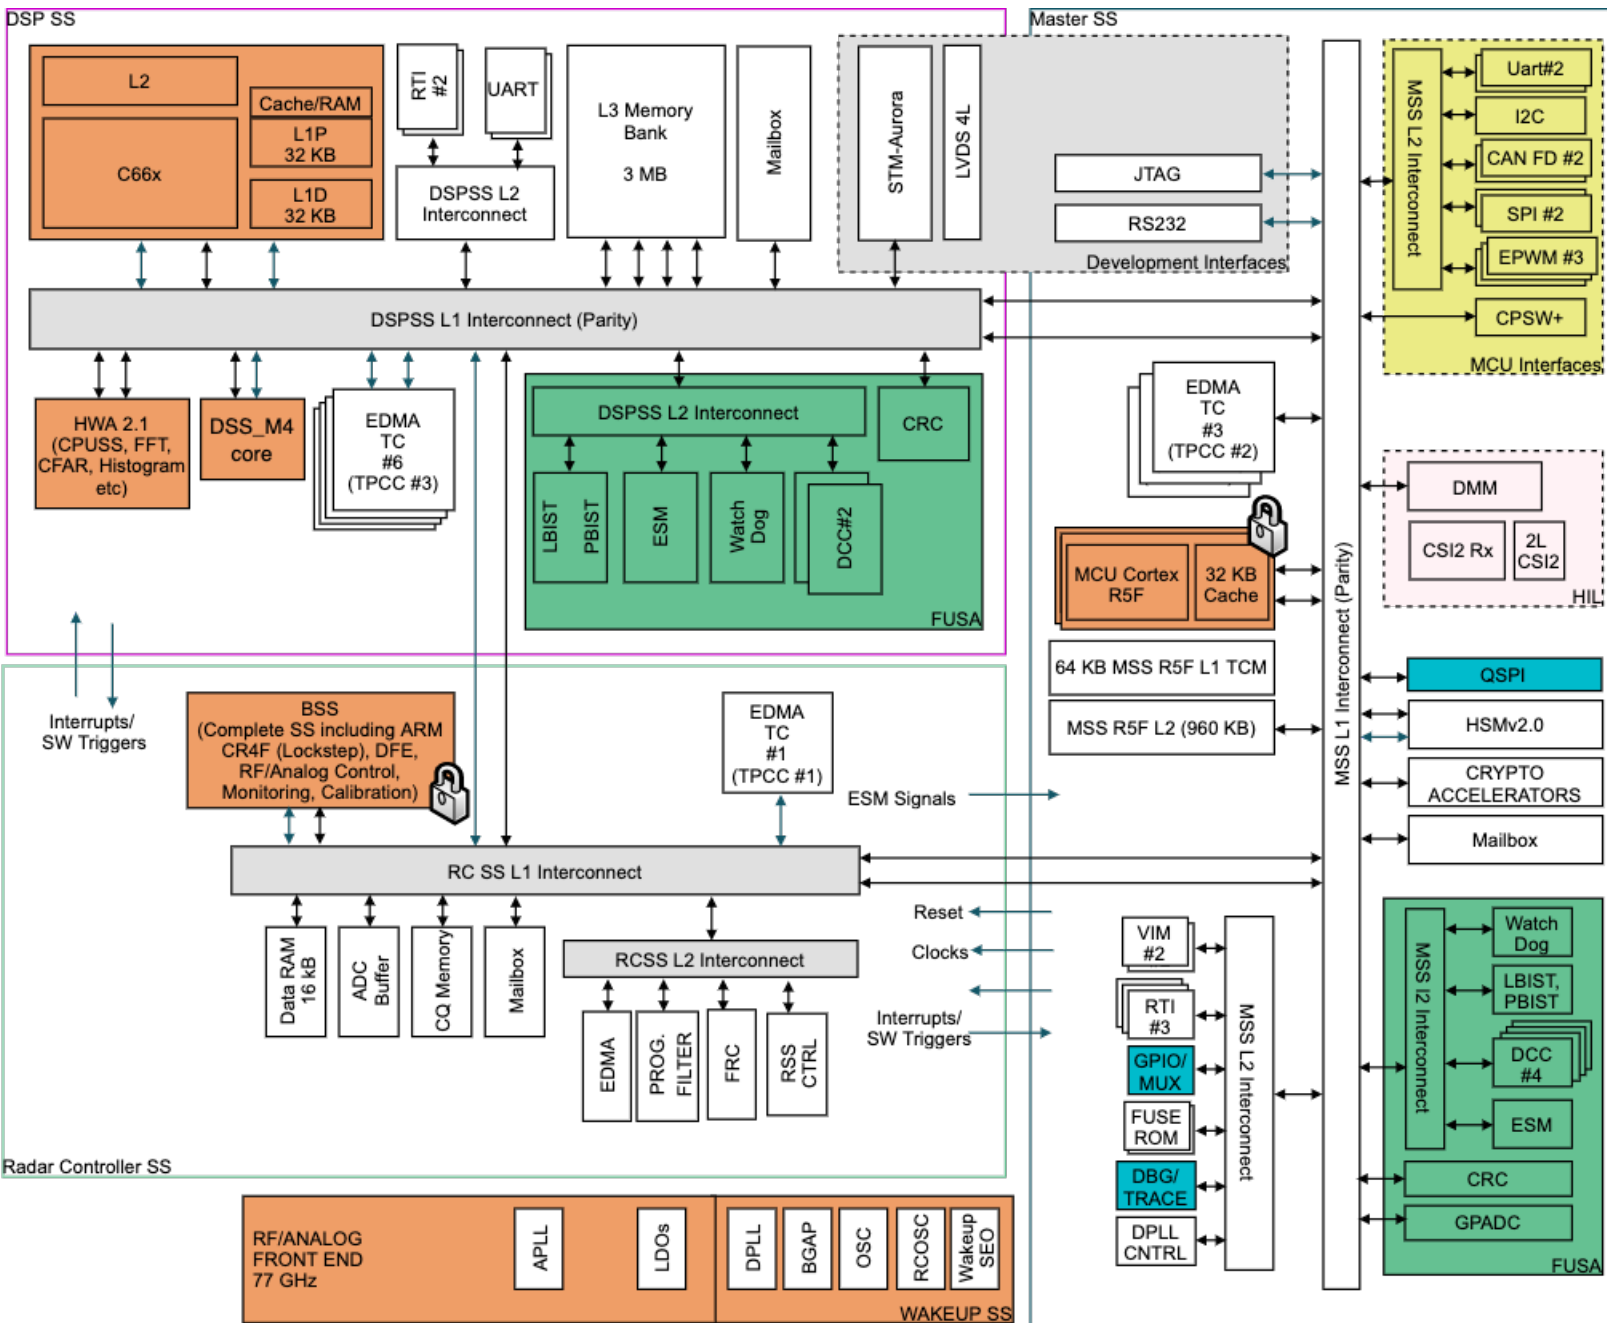 DSP SS
L2
Cache/RAM
L1P
32 KB
C66x
L1D
32 KB
RTI
#2
UART
DSPSS L2
Interconnect
L3 Memory
Bank
3 MB
Mailbox
DSPSS L1 Interconnect (Parity)
HWA 2.1
(CPUSS, FFT,
CFAR, Histogram
etc)
DSS_M4
core
EDMA
TC
#6
(TPCC #3)
DSPSS L2 Interconnect
CRC
LBIST
PBIST
ESM
Watch
Dog
DCC#2
FUSA
Master SS
STM-Aurora
LVDS 4L
JTAG
RS232
Development Interfaces
MSS L2 Interconnect
Uart#2
I2C
CAN FD #2
SPI #2
EPWM #3
CPSW+
MCU Interfaces
EDMA
TC
#3
(TPCC #2)
MCU Cortex
R5F
32 KB
Cache
64 KB MSS R5F L1 TCM
MSS R5F L2 (960 KB)
MSS L1 Interconnect (Parity)
DMM
CSI2 Rx
2L
CSI2
HIL
QSPI
HSMv2.0
CRYPTO
ACCELERATORS
Mailbox
Interrupts/
SW Triggers
BSS
(Complete SS including ARM
CR4F (Lockstep), DFE,
RF/Analog Control,
Monitoring, Calibration)
EDMA
TC
#1
(TPCC #1)
ESM Signals
RC SS L1 Interconnect
Data RAM
16 kB
ADC
Buffer
CQ Memory
Mailbox
RCSS L2 Interconnect
EDMA
PROG.
FILTER
FRC
RSS
CTRL
Reset
Clocks
Interrupts/
SW Triggers
Radar Controller SS
VIM
#2
RTI
#3
GPIO/
MUX
FUSE
ROM
DBG/
TRACE
DPLL
CNTRL
MSS L2 Interconnect
MSS l2 Interconnect
Watch
Dog
LBIST,
PBIST
DCC
#4
ESM
CRC
GPADC
FUSA
RF/ANALOG
FRONT END
77 GHz
APLL
LDOs
DPLL
BGAP
OSC
RCOSC
Wakeup
SEO
WAKEUP SS